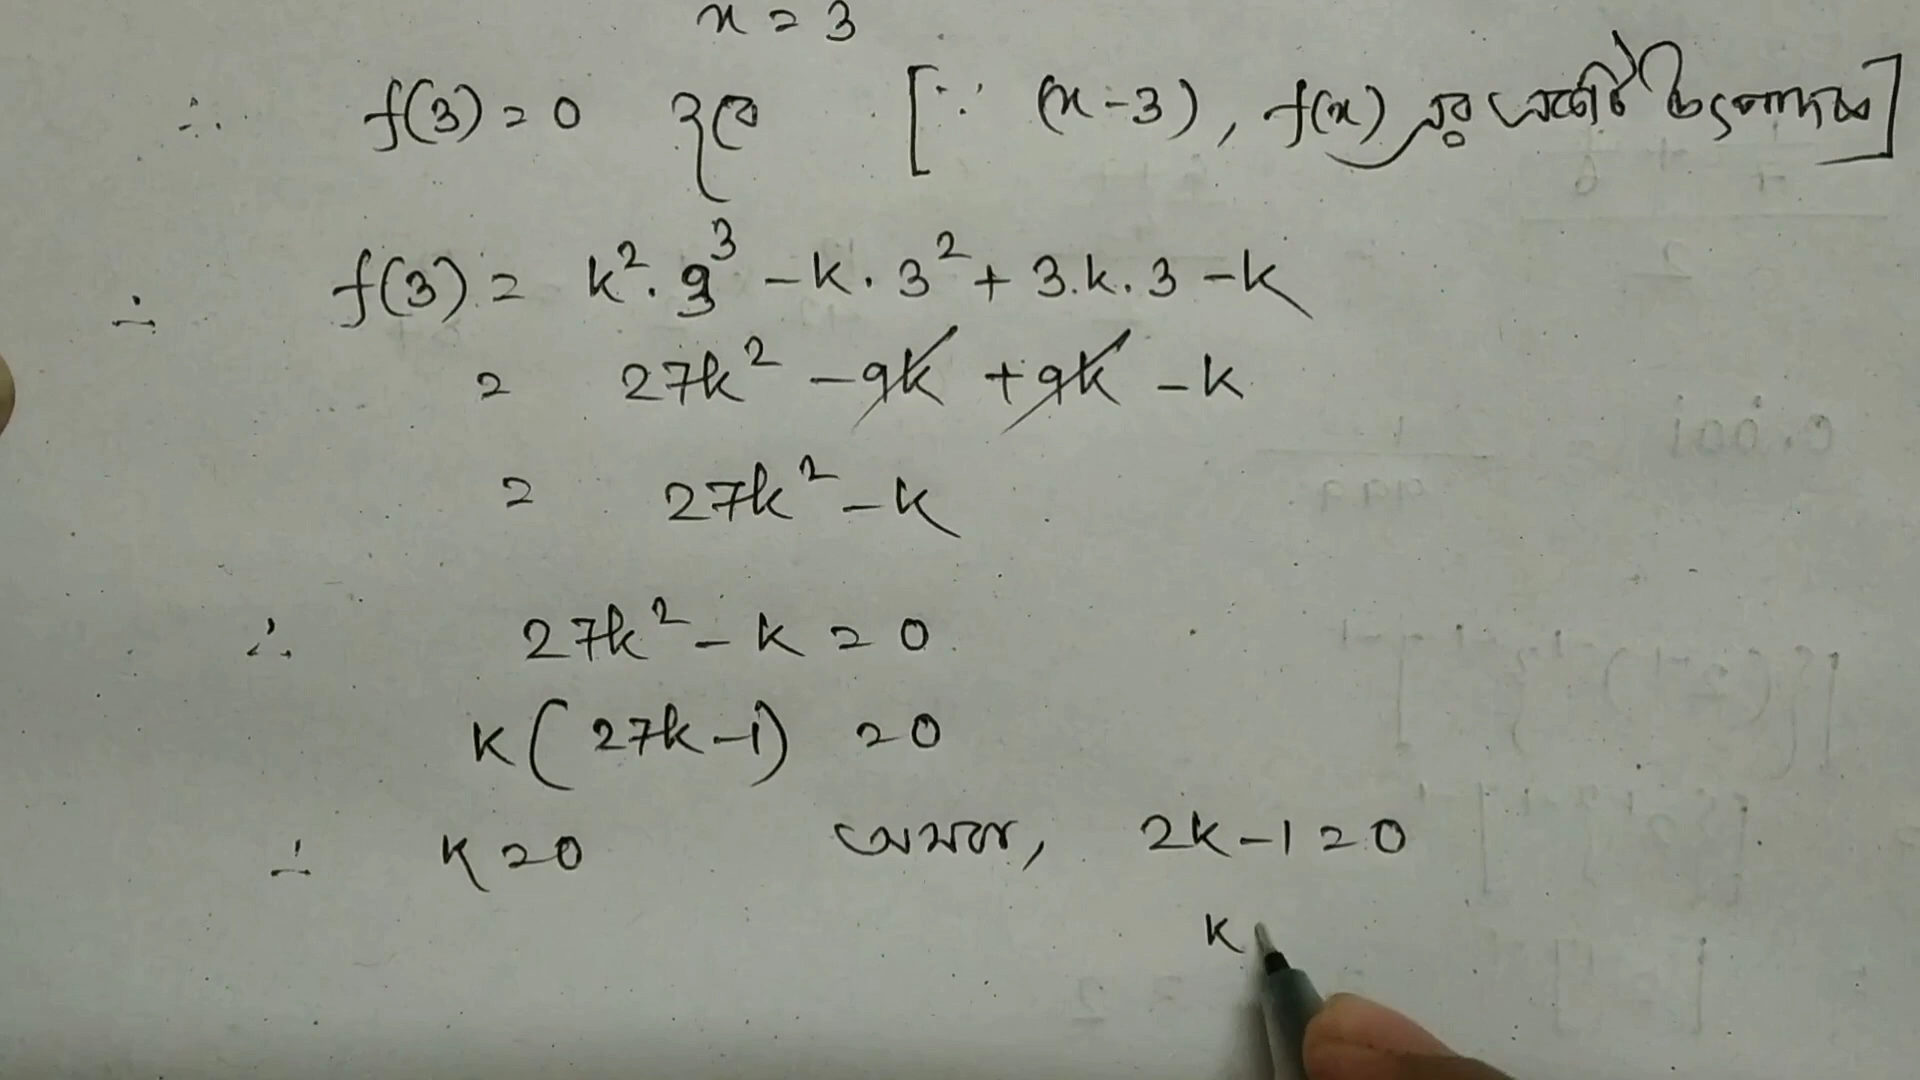 x = 3
∴ f(3) = 0 হবে [∵ (x-3), f(x) এর একটি উৎপাদক]
∴ f(3) = k². 3³ - k. 3² + 3.k. 3 - k
= 27k² - 9k + 9k - k
= 27k² - k
∴ 27k² - k = 0
k(27k-1) = 0
∴ k = 0 অথবা, 2k-1 = 0
k